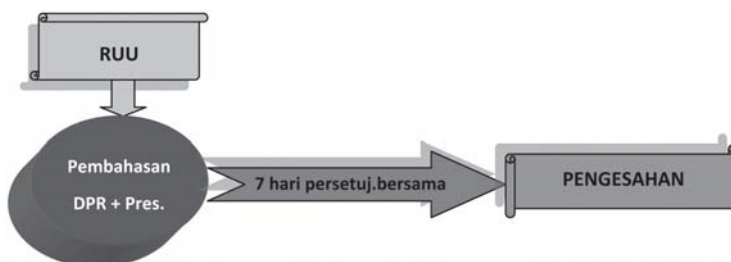 RUU
Pembahasan
DPR + Pres.
7 hari persetuj.bersama
PENGESAHAN